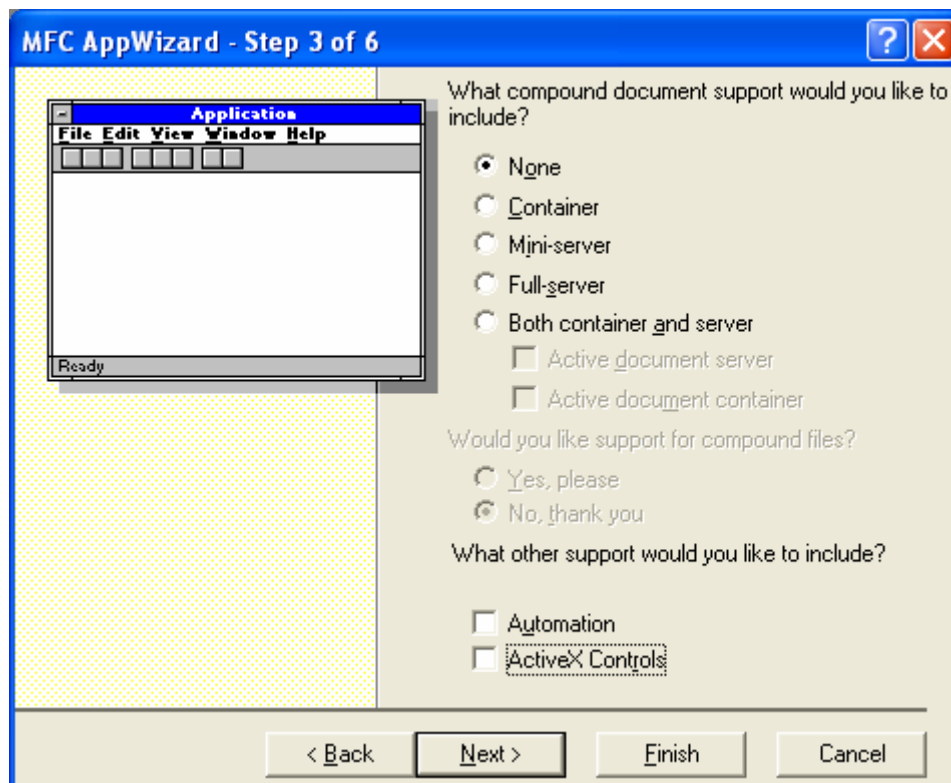 MFC AppWizard - Step 3 of 6
Application
File Edit View Window Help
Ready
What compound document support would you like to
include?
None
Container
Mini-server
Full-server
Both container and server
Active document server
Active document container
Would you like support for compound files?
Yes, please
No, thank you
What other support would you like to include?
Automation
ActiveX Controls
< Back Next > Finish Cancel